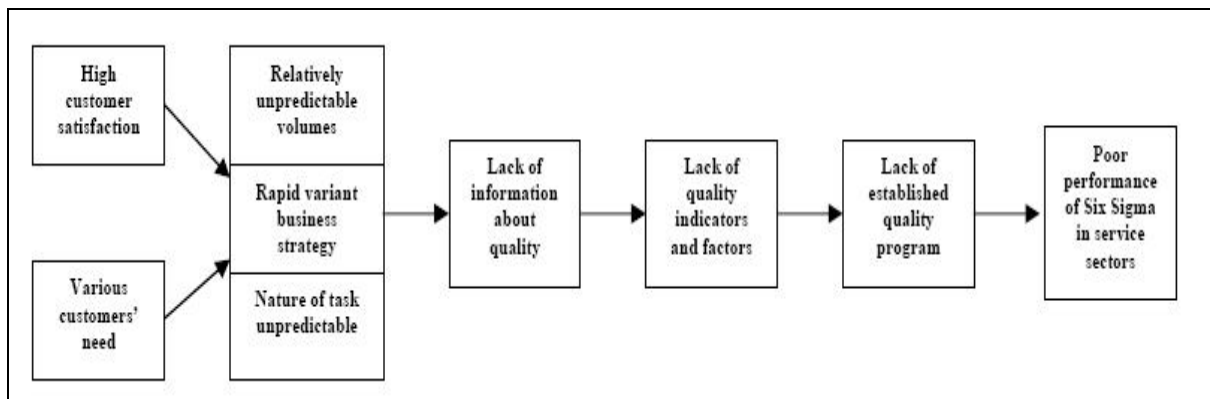 High
customer
satisfaction
Various
customers'
need
Relatively
unpredictable
volumes
Rapid variant
business
strategy
Nature of task
unpredictable
Lack of
information
about
quality
Lack of
quality
indicators
and factors
Lack of
established
quality
program
Poor
performance
of Six Sigma
in service
sectors